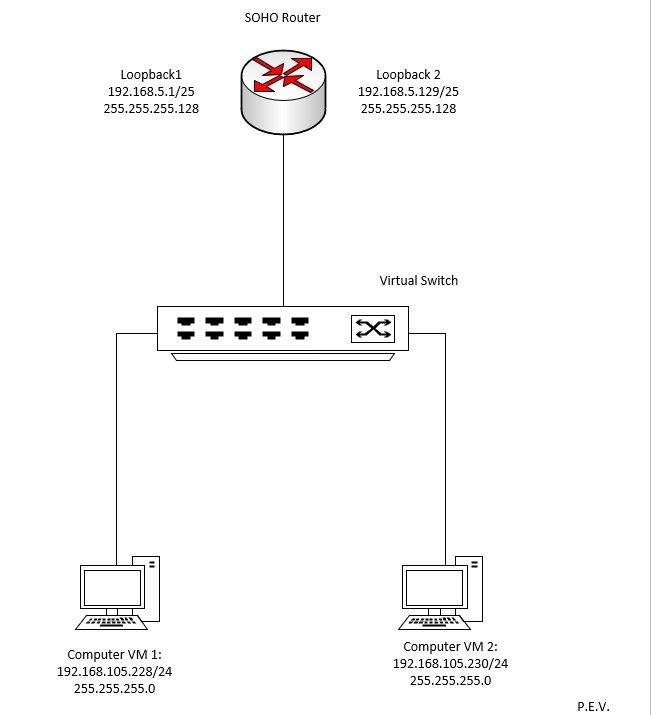 SOHO Router
Loopback1
192.168.5.1/25
255.255.255.128
Loopback 2
192.168.5.129/25
255.255.255.128
Virtual Switch
Computer VM 1:
192.168.105.228/24
255.255.255.0
Computer VM 2:
192.168.105.230/24
255.255.255.0
P.E.V.